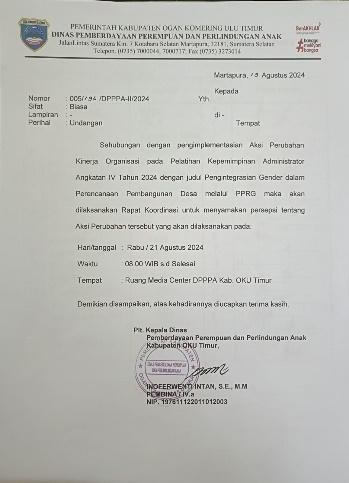 PEMERINTAH KABUPATEN OGAN KOMERING ULU TIMUR
DINAS PEMBERDAYAAN PEREMPUAN DAN PERLINDUNGAN ANAK
Jalan Lintas Sumatera Km. 7 Kotabaru Selatan Martapura, 32181, Sumatera Selatan
Telepon. (0735) 7000044, 7000717, Fax (0735) 3273014
BerAKHLAK
#bangga melayani bangsa
Martapura, Agustus 2024
Kepada
Nomor : 005/ /DPPPA-II/2024 Yth.
Sifat : Biasa
Lampiran : - di -
Perihal : Undangan Tempat
Sehubungan dengan pengimplementasian Aksi Perubahan
Kinerja Organisasi pada Pelatihan Kepemimpinan Administrator
Angkatan IV Tahun 2024 dengan judul Pengintegrasian Gender dalam
Perencanaan Pembangunan Desa melalui PPRG maka akan
dilaksanakan Rapat Koordinasi untuk menyamakan persepsi tentang
Aksi Perubahan tersebut yang akan dilaksanakan pada:
Hari/tanggal : Rabu / 21 Agustus 2024
Waktu : 08.00 WIB s.d Selesai
Tempat : Ruang Media Center DPPPA Kab. OKU Timur
Demikian disampaikan, atas kehadirannya diucapkan terima kasih.
Plt. Kepala Dinas
Pemberdayaan Perempuan dan Perlindungan Anak
Kabupaten OKU Timur,
INDEERWENTI INTAN, S.E., M.M
PEMBINA / IV.a
NIP. 197611122011012003